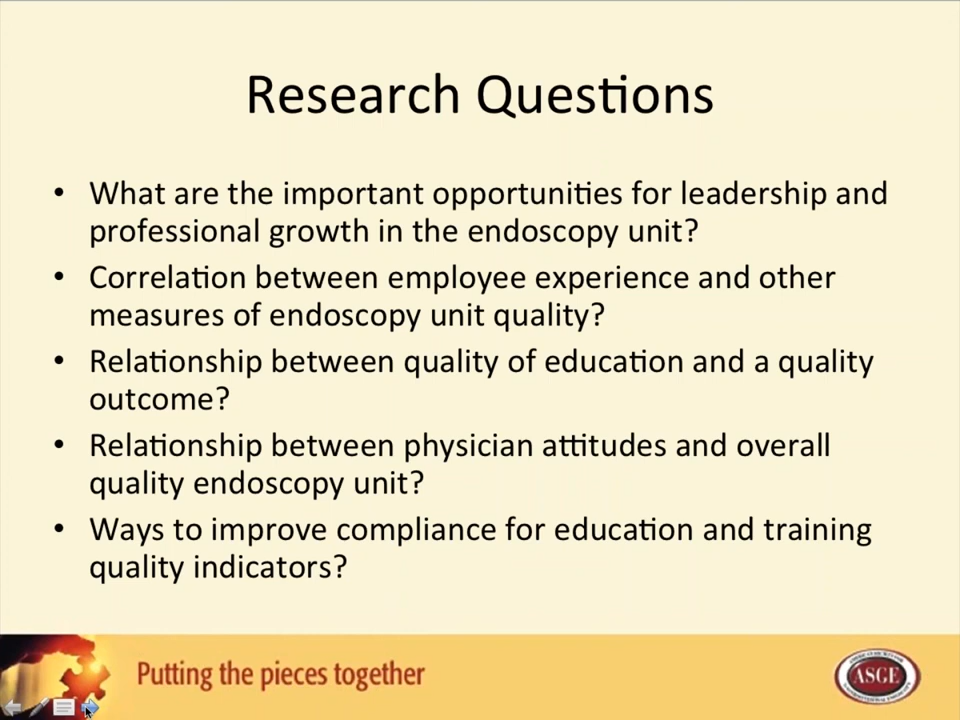 Research Questions
• What are the important opportunities for leadership and
professional growth in the endoscopy unit?
• Correlation between employee experience and other
measures of endoscopy unit quality?
• Relationship between quality of education and a quality
outcome?
• Relationship between physician attitudes and overall
quality endoscopy unit?
• Ways to improve compliance for education and training
quality indicators?
Putting the pieces together
ASGE